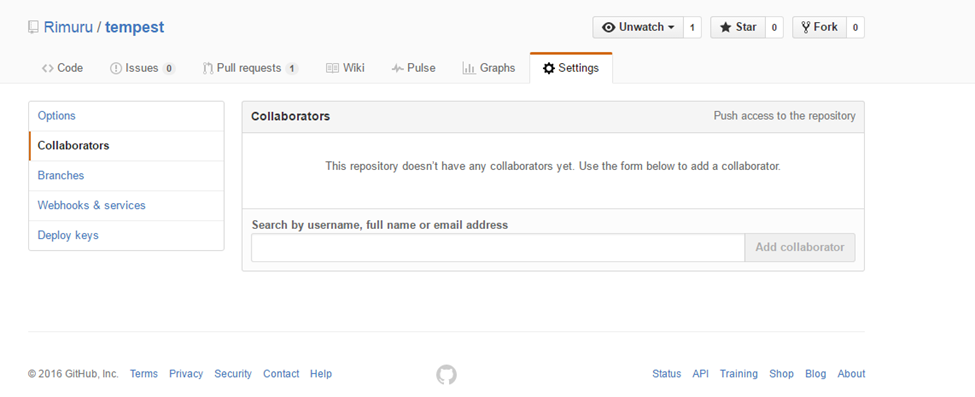 Rimuru / tempest
Unwatch 1 Star 0 Fork 0
Code Issues 0 Pull requests 1 Wiki Pulse Graphs Settings
Options
Collaborators
Branches
Webhooks & services
Deploy keys
Collaborators Push access to the repository
This repository doesn't have any collaborators yet. Use the form below to add a collaborator.
Search by username, full name or email address
Add collaborator
© 2016 GitHub, Inc. Terms Privacy Security Contact Help Status API Training Shop Blog About